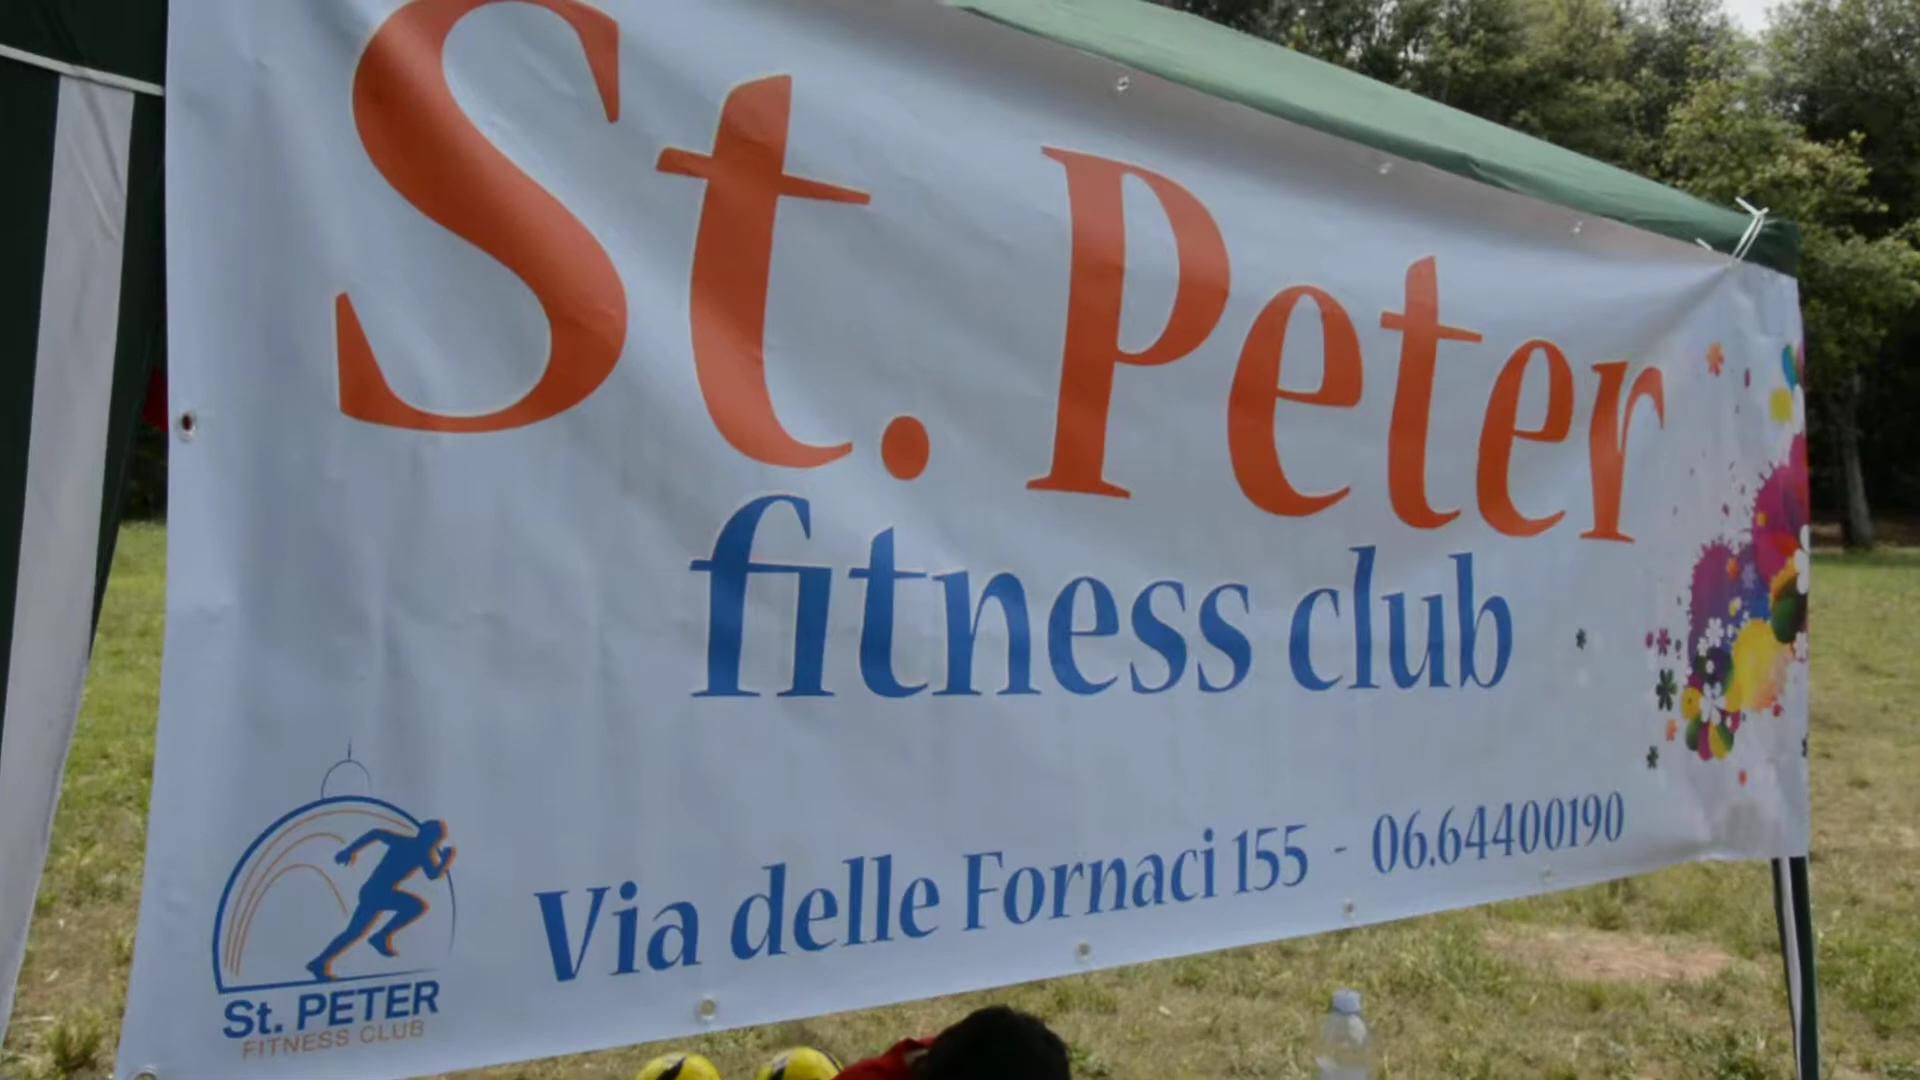 St. Peter
fitness club
Via delle Fornaci 155 - 06.64400190
St. PETER
FITNESS CLUB